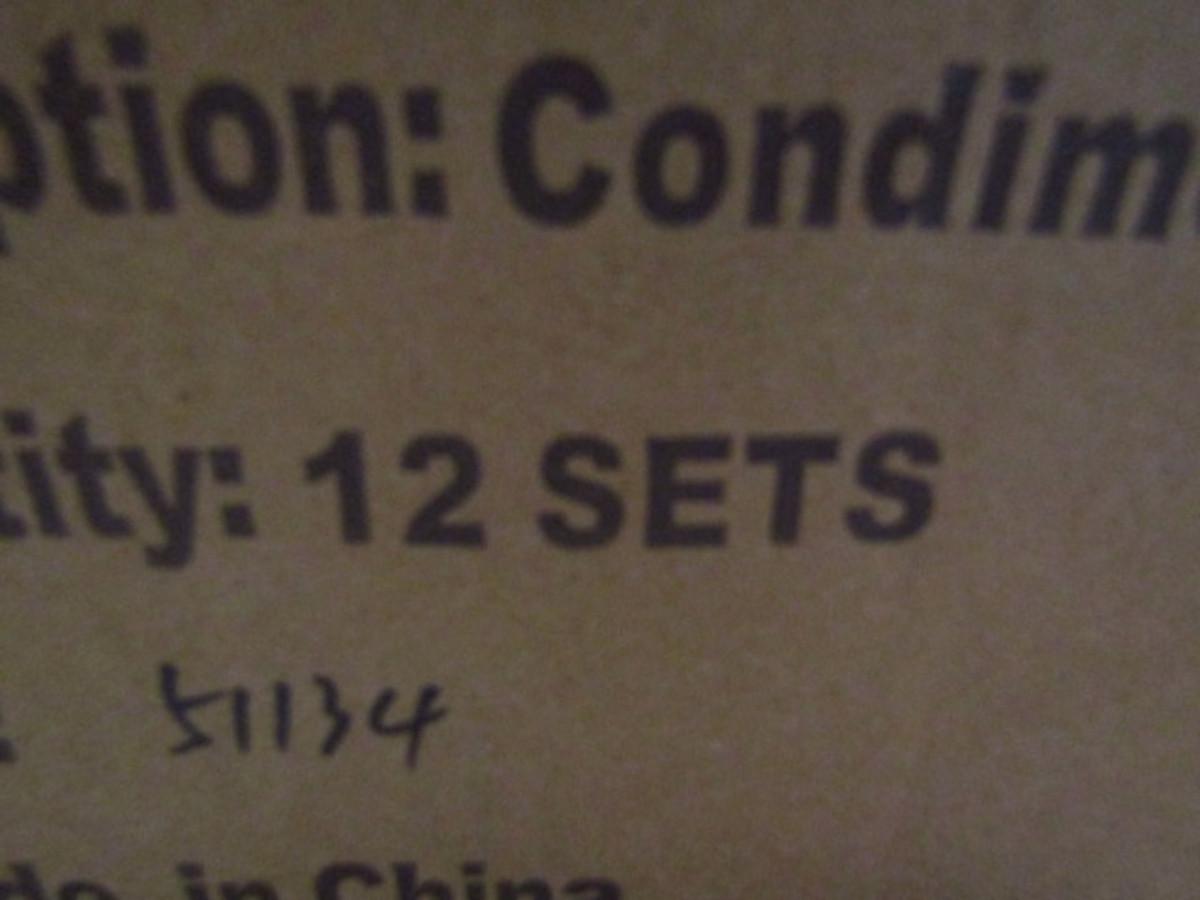 ption: Condim
tity: 12 SETS
: 51134
de in China